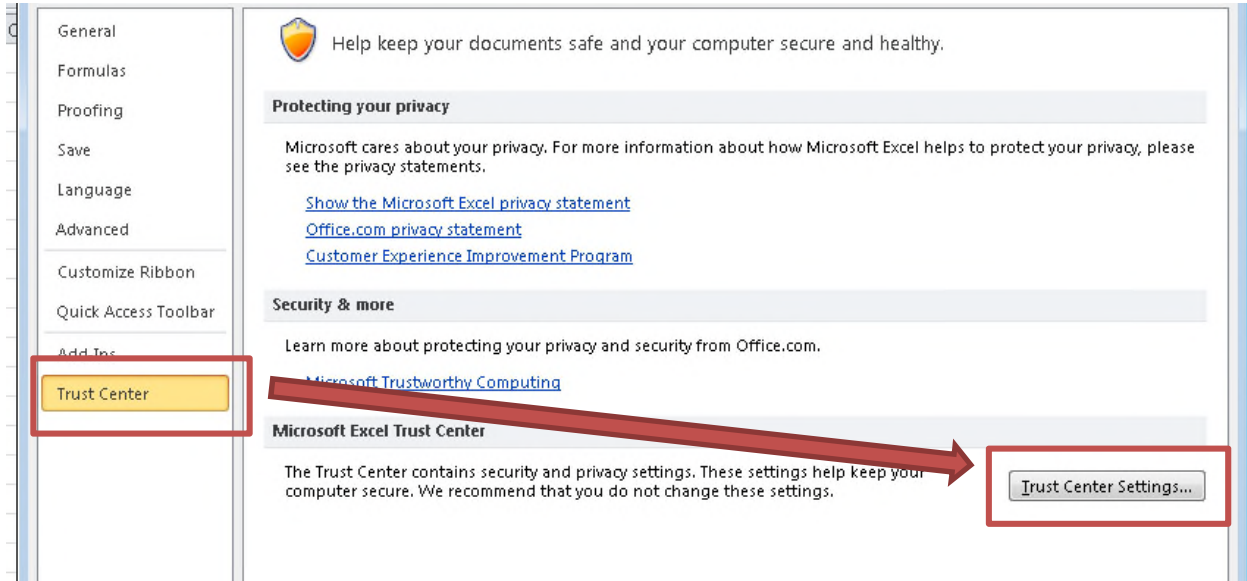 General
Formulas
Proofing
Save
Language
Advanced
Customize Ribbon
Quick Access Toolbar
Add-Ins
Trust Center
Help keep your documents safe and your computer secure and healthy.
Protecting your privacy
Microsoft cares about your privacy. For more information about how Microsoft Excel helps to protect your privacy, please
see the privacy statements.
Show the Microsoft Excel privacy statement
Office.com privacy statement
Customer Experience Improvement Program
Security & more
Learn more about protecting your privacy and security from Office.com.
Microsoft Trustworthy Computing
Microsoft Excel Trust Center
The Trust Center contains security and privacy settings. These settings help keep your
computer secure. We recommend that you do not change these settings.
Trust Center Settings...